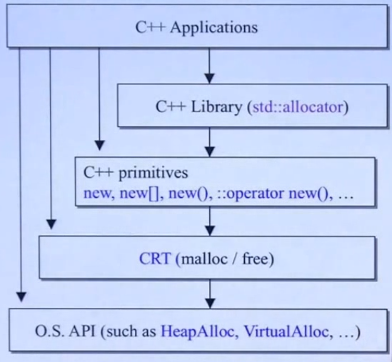 C++ Applications
C++ Library (std::allocator)
C++ primitives
new, new[], new(), ::operator new(), …
CRT (malloc / free)
O.S. API (such as HeapAlloc, VirtualAlloc, …)